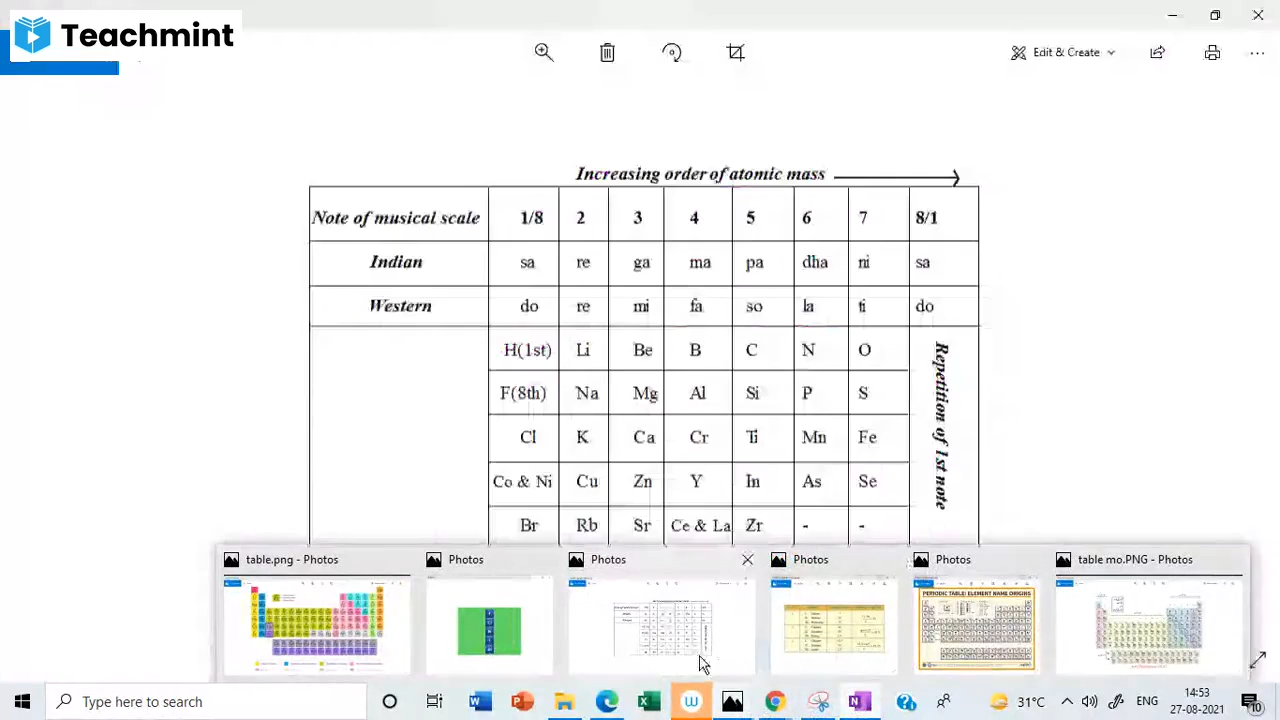 Teachmint
Edit & Create
Increasing order of atomic mass
Note of musical scale 1/8 2 3 4 5 6 7 8/1
Indian sa re ga ma pa dha ni sa
Western do re mi fa so la ti do
H(1st) Li Be B C N O
F(8th) Na Mg Al Si P S
Cl K Ca Cr Ti Mn Fe
Co & Ni Cu Zn Y In As Se
Br Rb Sr Ce & La Zr - -
Repetition of 1st note
table.png - Photos Photos Photos Photos Photos table mo.PNG - Photos
PERIODIC TABLE: ELEMENT NAME ORIGINS
Type here to search
31°C ENG 14:53
27-08-2021
10